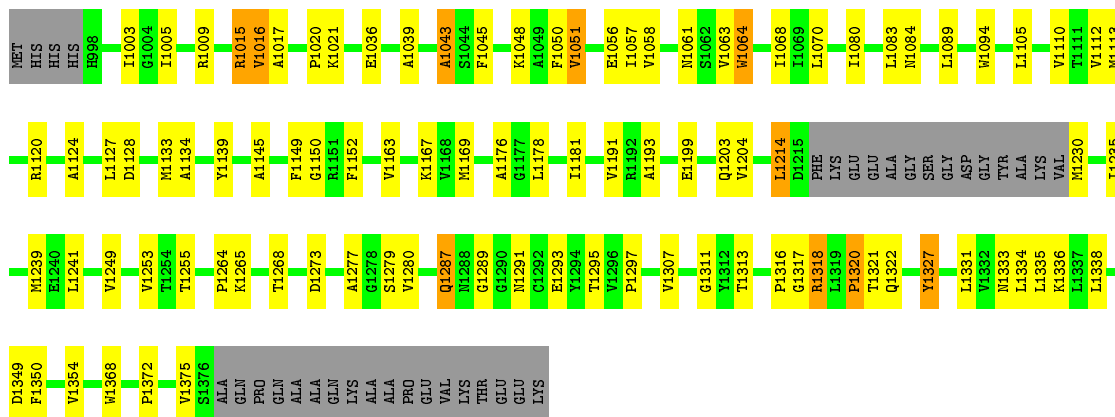 MET HIS HIS HIS H998 I1003 G1004 I1005 R1009 R1015 V1016 A1017 P1020 K1021 E1036 A1039 A1043 S1044 F1045 K1048 A1049 F1050 V1051 E1056 I1057 V1058 N1061 S1062 V1063 W1064 I1068 I1069 L1070 I1080 L1083 N1084 L1089 W1094 L1105 V1110 T1111 V1112 M1113
R1120 A1124 L1127 D1128 M1133 A1134 Y1139 A1145 F1149 G1150 R1151 F1152 V1163 K1167 V1168 M1169 A1176 G1177 L1178 I1181 V1191 R1192 A1193 E1199 Q1203 V1204 L1214 D1215 PHE LYS GLU GLU ALA GLY SER GLY ASP GLY TYR ALA LYS VAL M1230 I1235
M1239 E1240 L1241 V1249 V1253 T1254 T1255 P1264 K1265 T1268 D1273 A1277 G1278 S1279 V1280 Q1287 N1288 G1289 G1290 N1291 C1292 E1293 Y1294 T1295 V1296 P1297 V1307 G1311 Y1312 T1313 P1316 G1317 R1318 L1319 P1320 T1321 Q1322 Y1327 L1331 V1332 N1333 L1334 L1335 K1336 L1337 L1338
D1349 F1350 V1354 W1368 P1372 V1375 S1376 ALA GLN PRO GLN ALA ALA GLN LYS ALA ALA PRO GLU VAL LYS THR GLU GLU LYS